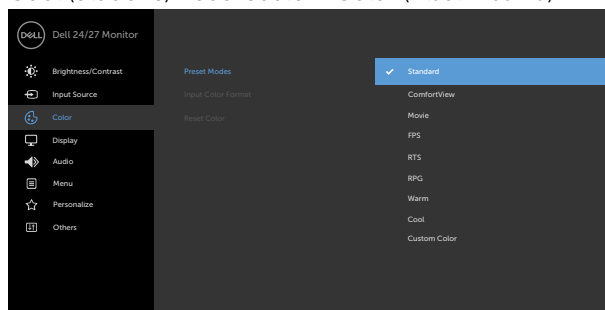 DELL Dell 24/27 Monitor
Brightness/Contrast Preset Modes Standard
Input Source Input Color Format ComfortView
Color Reset Color Movie
Display FPS
Audio RTS
Menu RPG
Personalize Warm
Others Cool
Custom Color